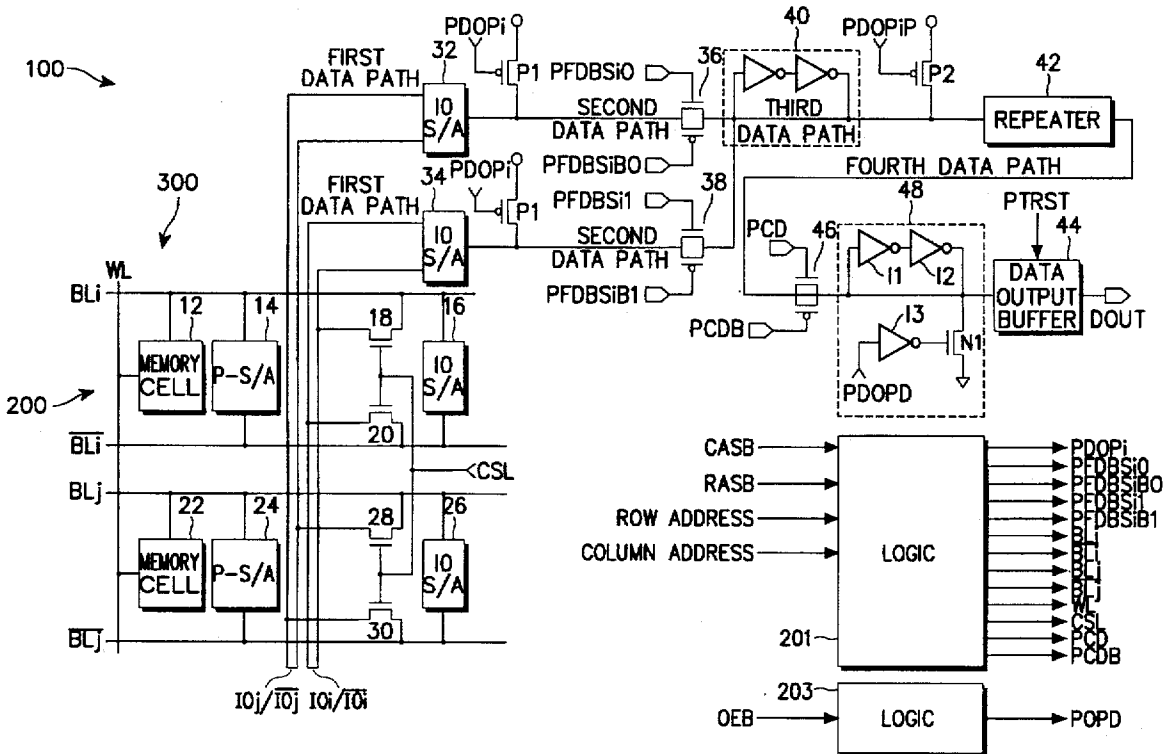 100
300
200
FIRST
DATA PATH
32
IO
S/A
PDOPi
P1
PFDBSi0
36
SECOND
DATA PATH
PFDBSiB0
40
THIRD
DATA PATH
PDOPiP
P2
42
REPEATER
FOURTH DATA PATH
FIRST
DATA PATH
34
IO
S/A
PDOPi
P1
PFDBSi1
38
SECOND
DATA PATH
PFDBSiB1
PCD
46
PCDB
48
I1
I2
I3
N1
PDOPD
PTRST
44
DATA
OUTPUT
BUFFER
DOUT
WL
BLi
12
MEMORY
CELL
14
P-S/A
18
16
IO
S/A
20
B̅L̅i̅
CSL
BLj
22
MEMORY
CELL
24
P-S/A
28
26
IO
S/A
30
B̅L̅j̅
IOj/I̅O̅j̅
IOi/I̅O̅i̅
CASB
RASB
ROW ADDRESS
COLUMN ADDRESS
LOGIC
201
PDOPi
PFDBSi0
PFDBSiB0
PFDBSi1
PFDBSiB1
BLi
B̅L̅i̅
BLj
B̅L̅j̅
WL
CSL
PCD
PCDB
203
OEB
LOGIC
POPD